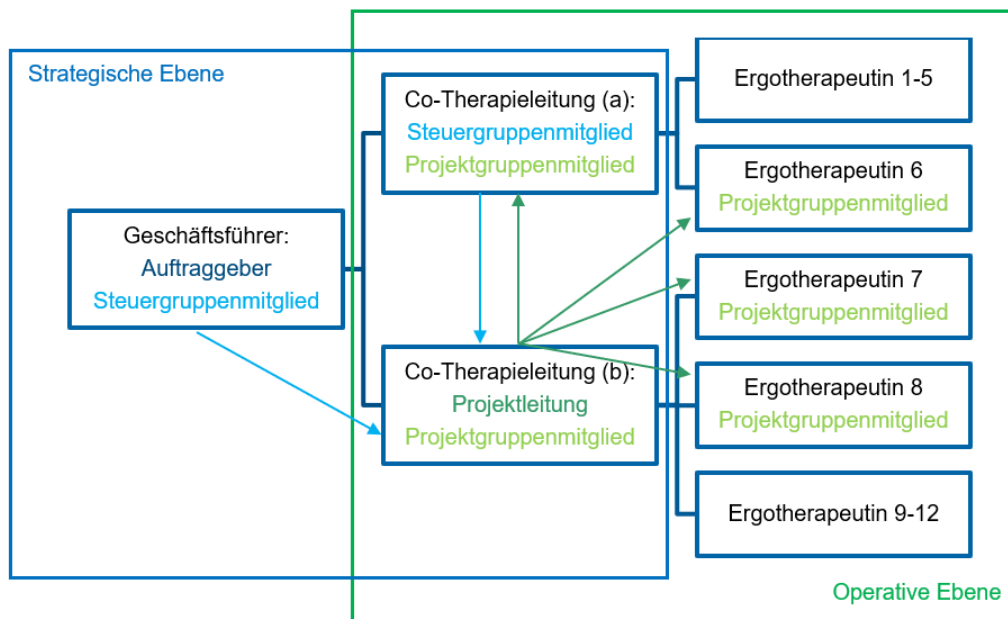 Strategische Ebene
Geschäftsführer:
Auftraggeber
Steuergruppenmitglied
Co-Therapieleitung (a):
Steuergruppenmitglied
Projektgruppenmitglied
Co-Therapieleitung (b):
Projektleitung
Projektgruppenmitglied
Ergotherapeutin 1-5
Ergotherapeutin 6
Projektgruppenmitglied
Ergotherapeutin 7
Projektgruppenmitglied
Ergotherapeutin 8
Projektgruppenmitglied
Ergotherapeutin 9-12
Operative Ebene